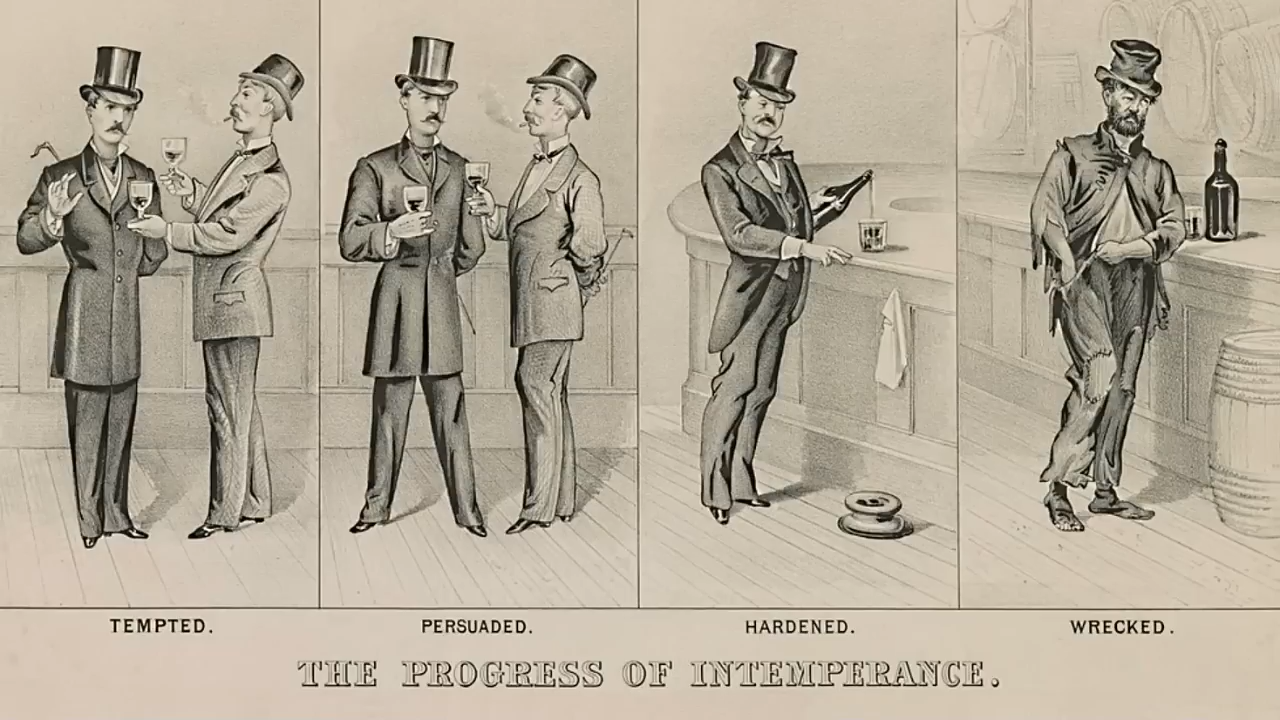 TEMPTED.
PERSUADED.
HARDENED.
WRECKED.
THE PROGRESS OF INTEMPERANCE.